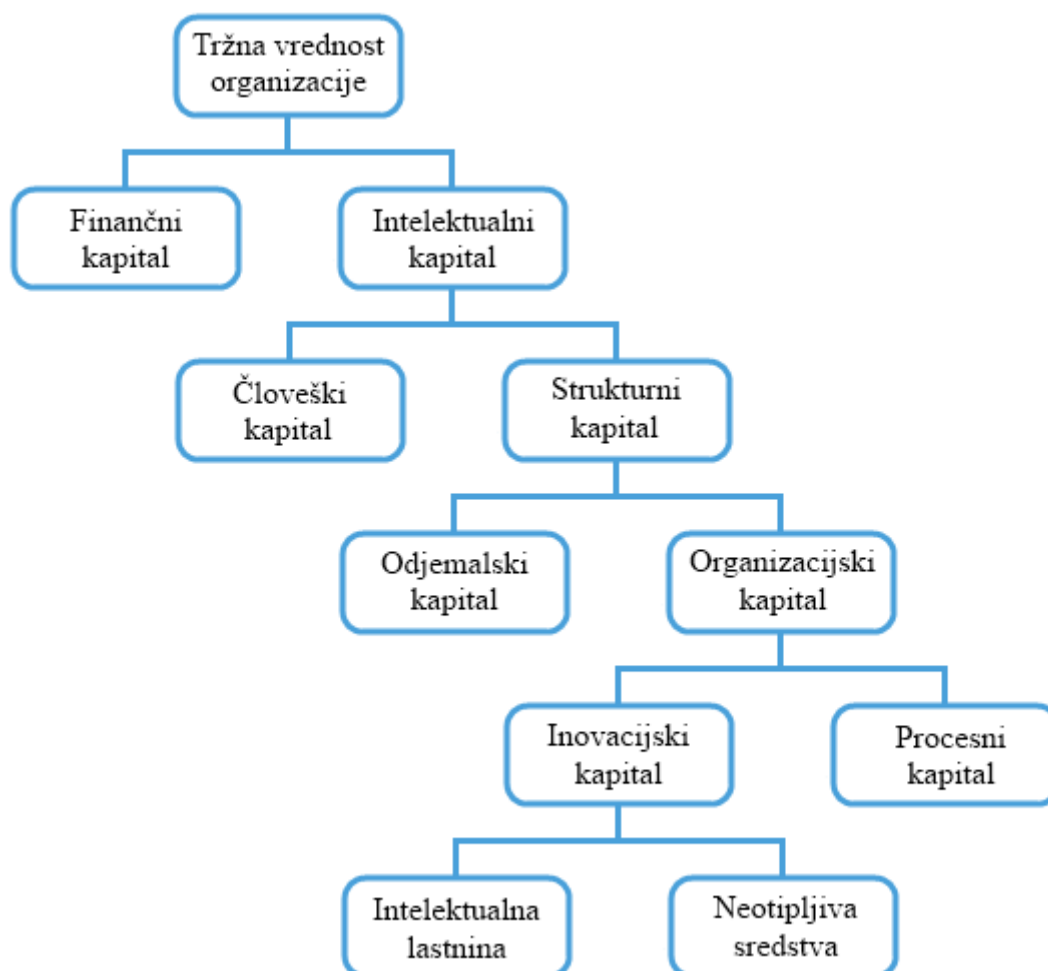 Tržna vrednost
organizacije
Finančni
kapital
Intelektualni
kapital
Človeški
kapital
Strukturni
kapital
Odjemalski
kapital
Organizacijski
kapital
Inovacijski
kapital
Procesni
kapital
Intelektualna
lastnina
Neotipljiva
sredstva